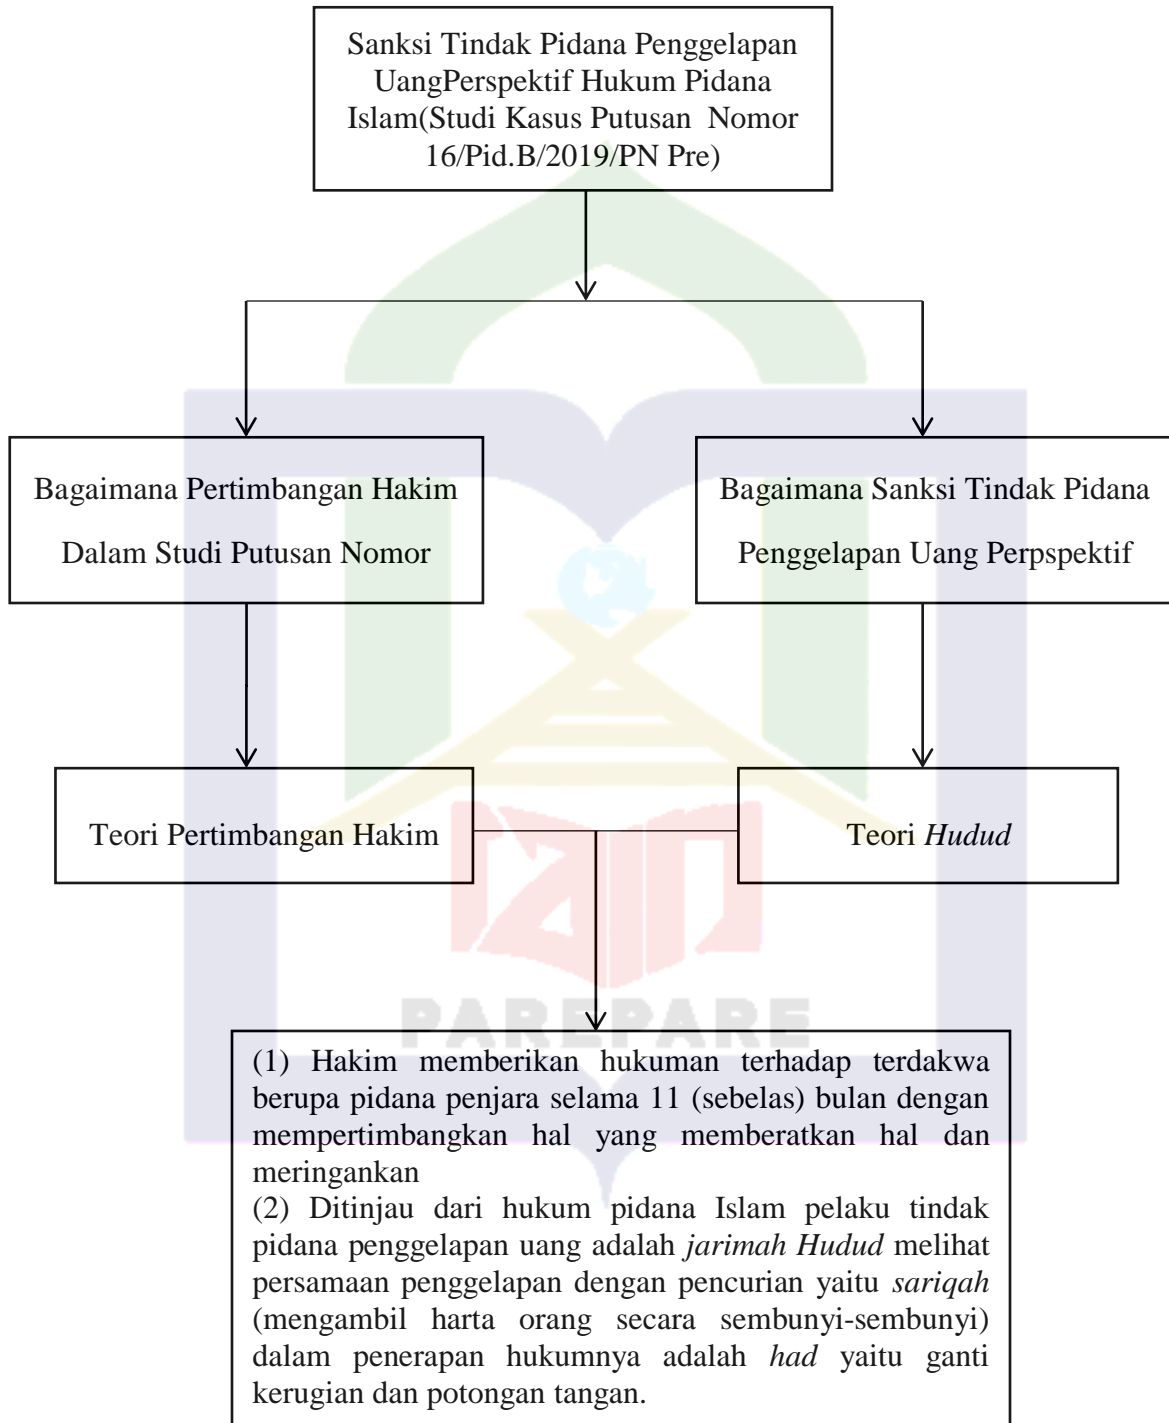 Sanksi Tindak Pidana Penggelapan
UangPerspektif Hukum Pidana
Islam(Studi Kasus Putusan Nomor
16/Pid.B/2019/PN Pre)
Bagaimana Pertimbangan Hakim
Dalam Studi Putusan Nomor
Bagaimana Sanksi Tindak Pidana
Penggelapan Uang Perpspektif
Teori Pertimbangan Hakim
Teori Hudud
PAREPARE
(1) Hakim memberikan hukuman terhadap terdakwa
berupa pidana penjara selama 11 (sebelas) bulan dengan
mempertimbangkan hal yang memberatkan hal dan
meringankan
(2) Ditinjau dari hukum pidana Islam pelaku tindak
pidana penggelapan uang adalah jarimah Hudud melihat
persamaan penggelapan dengan pencurian yaitu sariqah
(mengambil harta orang secara sembunyi-sembunyi)
dalam penerapan hukumnya adalah had yaitu ganti
kerugian dan potongan tangan.